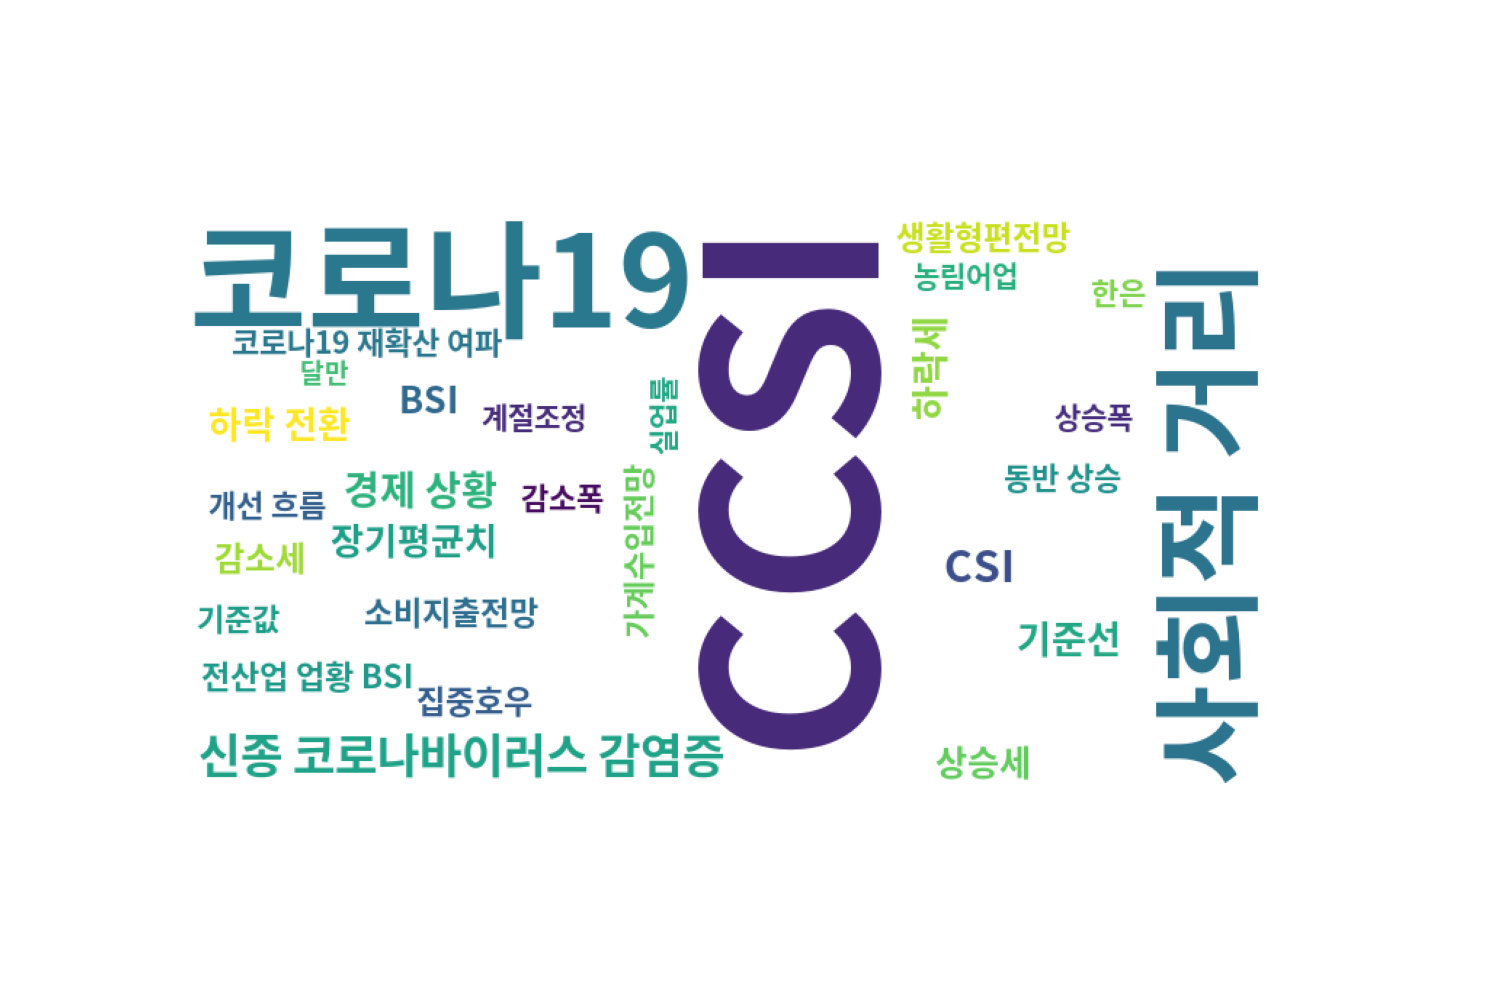 코로나19
코로나19 재확산 여파
달만
BSI
하락 전환
계절조정
실업률
경제 상황
감소폭
개선 흐름
장기평균치
감소세
가계수입전망
기준값
소비지출전망
전산업 업황 BSI
집중호우
신종 코로나바이러스 감염증
CCSI
생활형편전망
농림어업
한은
하락세
상승폭
동반 상승
CSI
기준선
상승세
사회적 거리